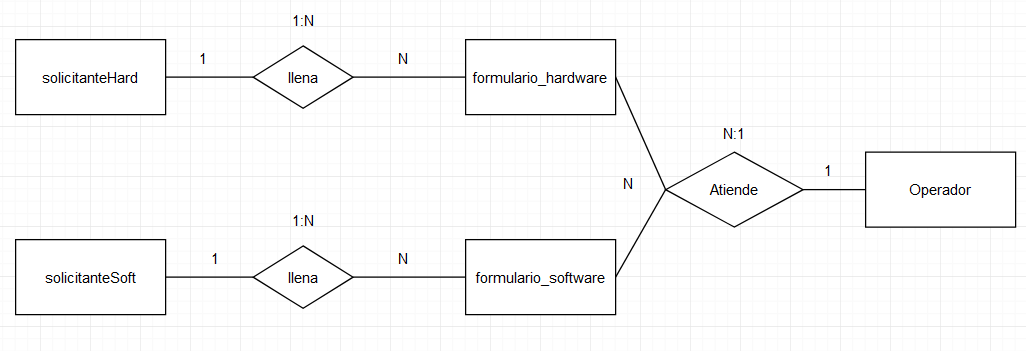 1:N
solicitanteHard
1
llena
N
formulario_hardware
N:1
N
Atiende
1
Operador
1:N
solicitanteSoft
1
llena
N
formulario_software